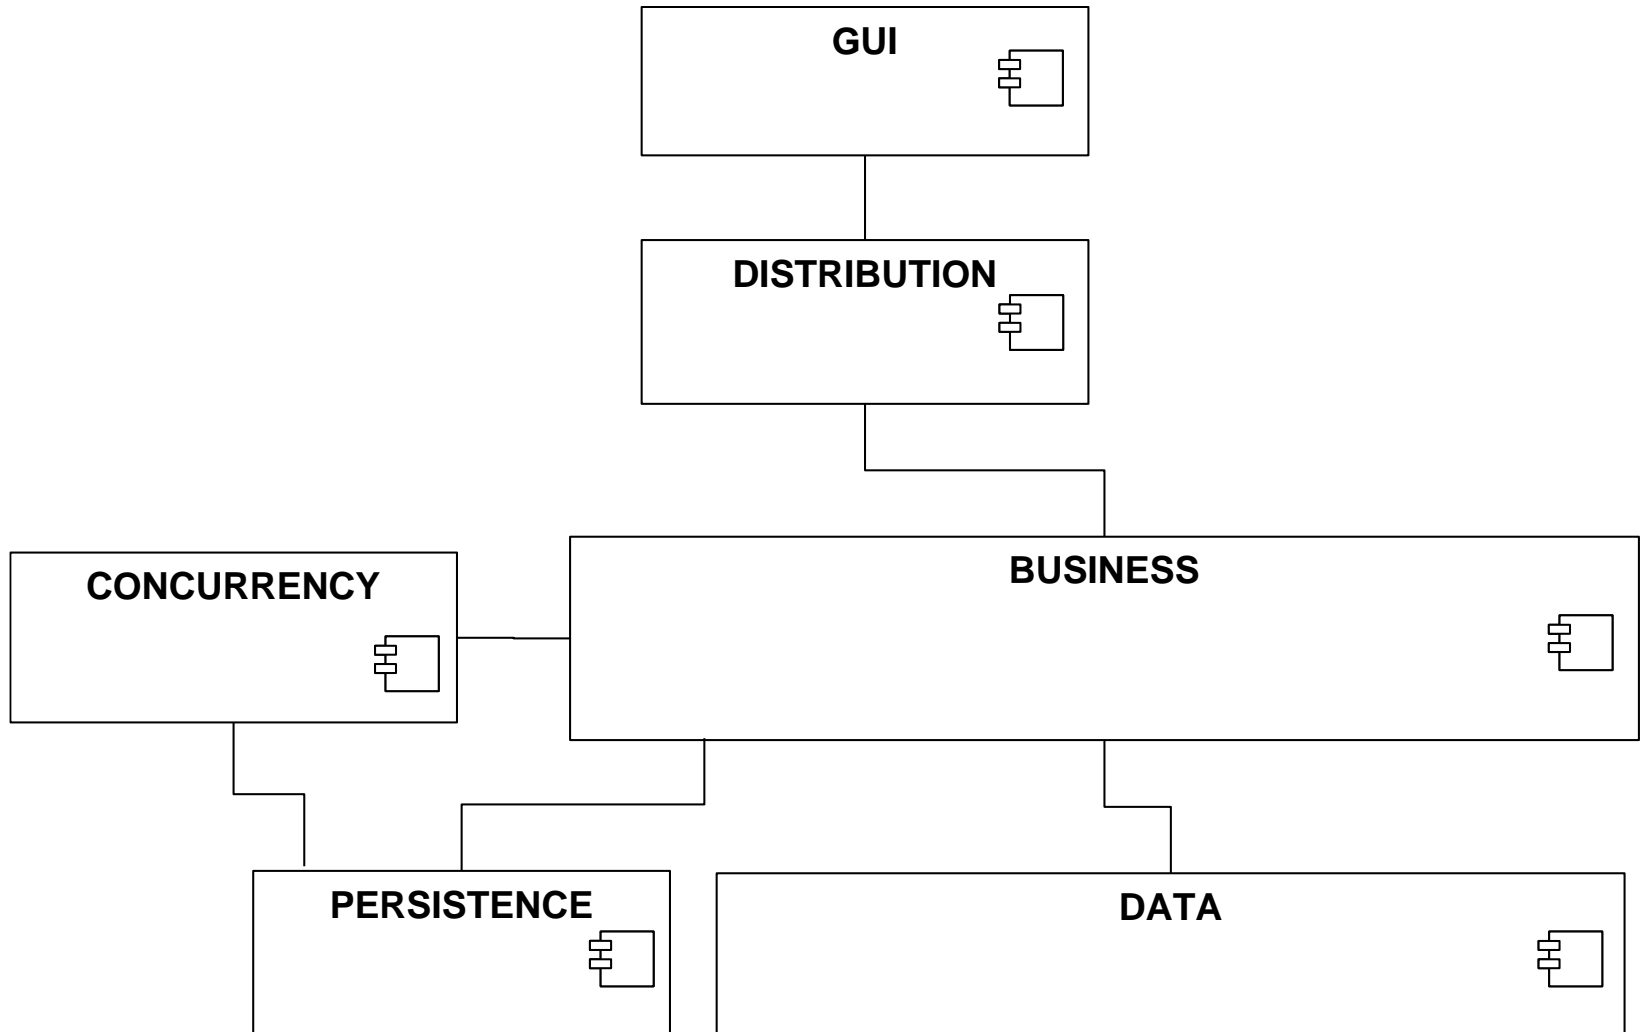 GUI
DISTRIBUTION
CONCURRENCY
BUSINESS
PERSISTENCE
DATA